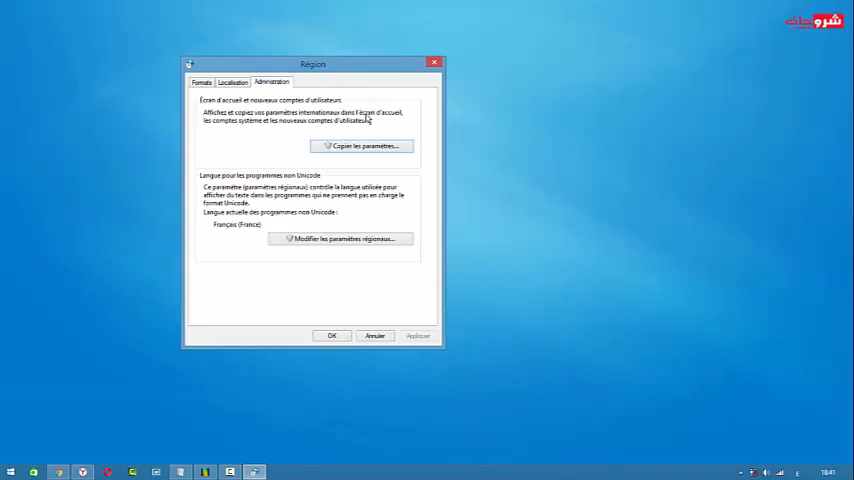 شروحات
Région
Formats Localisation Administration
Écran d'accueil et nouveaux comptes d'utilisateurs
Affichez et copiez vos paramètres internationaux dans l'écran d'accueil,
les comptes système et les nouveaux comptes d'utilisateurs.
Copier les paramètres...
Langue pour les programmes non Unicode
Ce paramètre (paramètres régionaux) contrôle la langue utilisée pour
afficher du texte dans les programmes qui ne prennent pas en charge le
format Unicode.
Langue actuelle des programmes non Unicode :
Français (France)
Modifier les paramètres régionaux...
OK Annuler Appliquer
ع 18:41